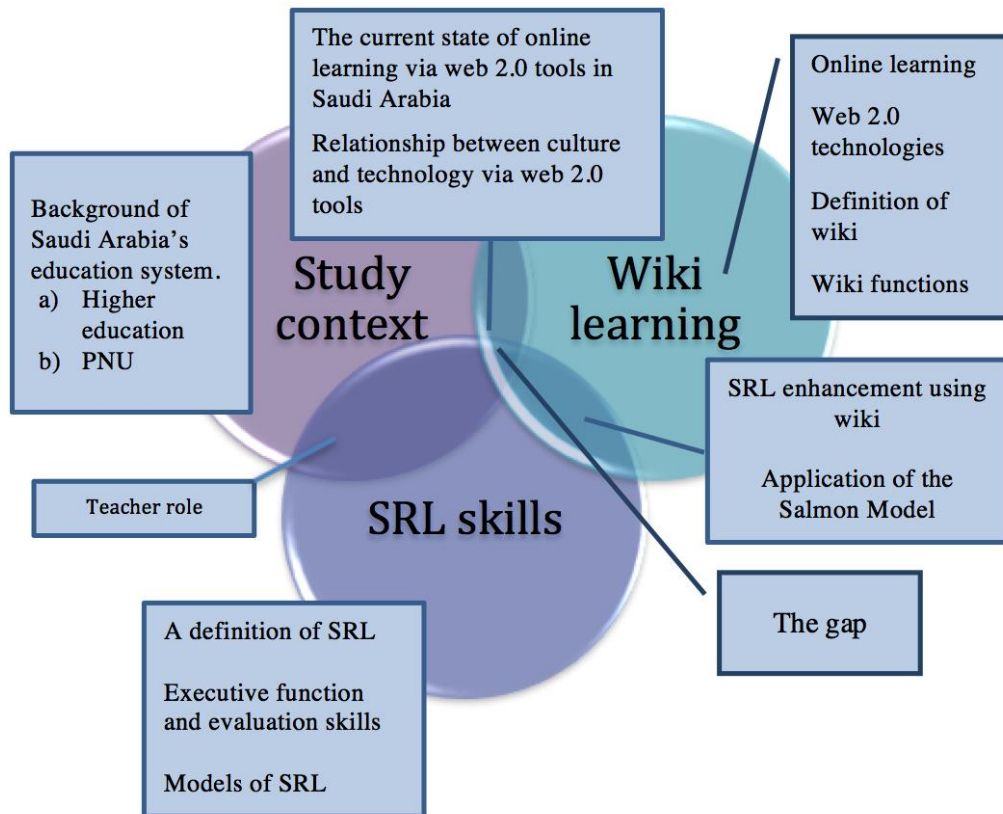 The current state of online
learning via web 2.0 tools in
Saudi Arabia
Relationship between culture
and technology via web 2.0
tools
Online learning
Web 2.0
technologies
Definition of
wiki
Wiki functions
Background of
Saudi Arabia’s
education system.
a) Higher
education
b) PNU
Study
context
Wiki
learning
SRL enhancement using
wiki
Application of the
Salmon Model
Teacher role
SRL skills
The gap
A definition of SRL
Executive function
and evaluation skills
Models of SRL